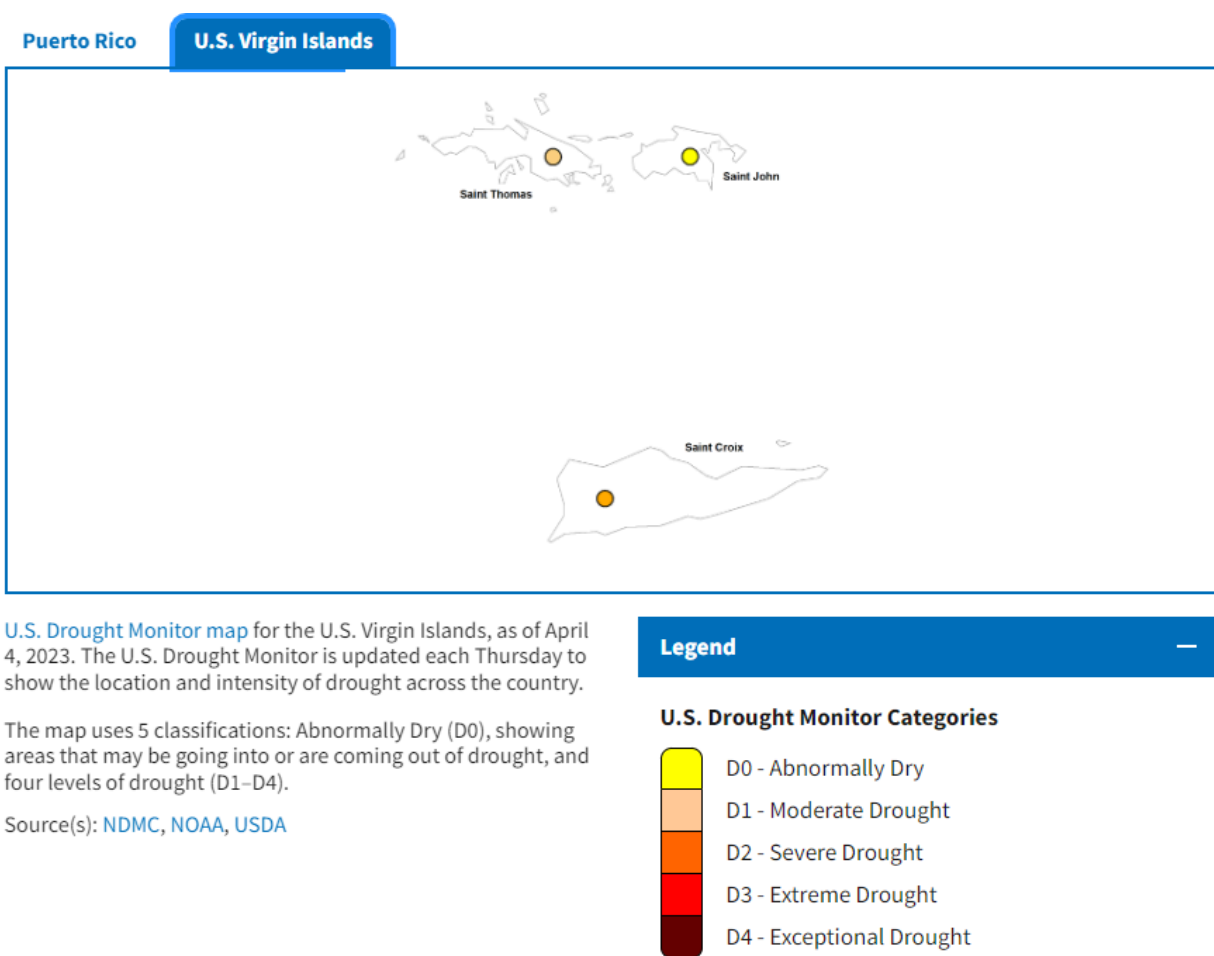 Puerto Rico
U.S. Virgin Islands
Saint John
Saint Thomas
Saint Croix
U.S. Drought Monitor map for the U.S. Virgin Islands, as of April
4, 2023. The U.S. Drought Monitor is updated each Thursday to
show the location and intensity of drought across the country.
The map uses 5 classifications: Abnormally Dry (D0), showing
areas that may be going into or are coming out of drought, and
four levels of drought (D1–D4).
Source(s): NDMC, NOAA, USDA
Legend
U.S. Drought Monitor Categories
D0 - Abnormally Dry
D1 - Moderate Drought
D2 - Severe Drought
D3 - Extreme Drought
D4 - Exceptional Drought